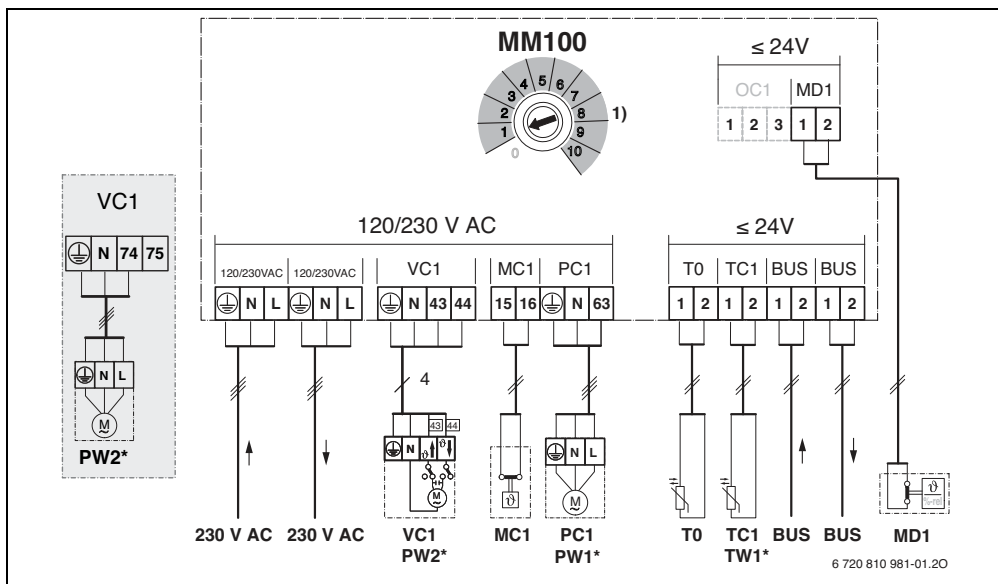 MM100
0 1 2 3 4 5 6 7 8 9 10
1)
≤ 24V
OC1 MD1
1 2 3 1 2
VC1
N 74 75
N L
M
~
PW2*
120/230 V AC
≤ 24V
120/230VAC 120/230VAC VC1 MC1 PC1 T0 TC1 BUS BUS
N L N L N 43 44 15 16 N 63 1 2 1 2 1 2 1 2
4
43 44
N ϑ ϑ
M
~
ϑ
N L
M
~
ϑ
%-rel
230 V AC 230 V AC VC1 MC1 PC1 T0 TC1 BUS BUS MD1
PW2* PW1* TW1*
6 720 810 981-01.2O